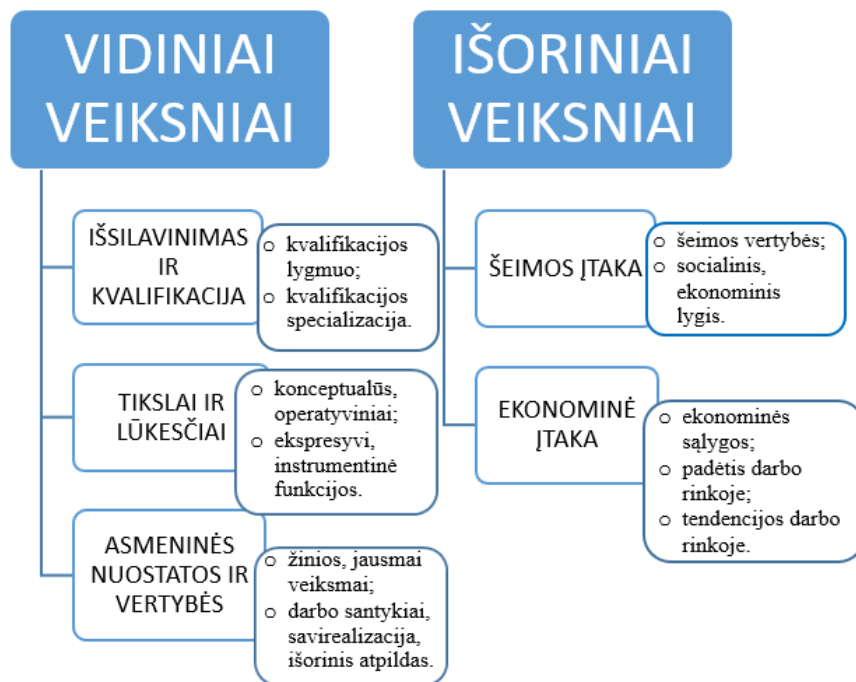 VIDINIAI
VEIKSNIAI
IŠSILAVINIMAS
IR
KVALIFIKACIJA
o kvalifikacijos
lygmuo;
o kvalifikacijos
specializacija.
TIKSLAI IR
LŪKESČIAI
o konceptualūs,
operatyviniai;
o ekspresyvi,
instrumentinė
funkcijos.
ASMENINĖS
NUOSTATOS IR
VERTYBĖS
o žinios, jausmai
veiksmai;
o darbo santykiai,
savirealizacija,
išorinis atpildas.
IŠORINIAI
VEIKSNIAI
ŠEIMOS ĮTAKA
o šeimos vertybės;
o socialinis,
ekonominis
lygis.
EKONOMINĖ
ĮTAKA
o ekonominės
sąlygos;
o padėtis darbo
rinkoje;
o tendencijos darbo
rinkoje.